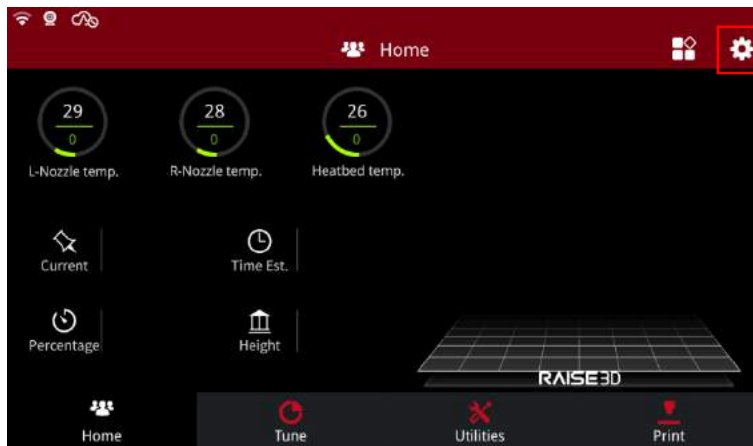 Home
29
0
28
0
26
0
L-Nozzle temp.
R-Nozzle temp.
Heatbed temp.
Current
Time Est.
Percentage
Height
RAISE3D
Home
Tune
Utilities
Print